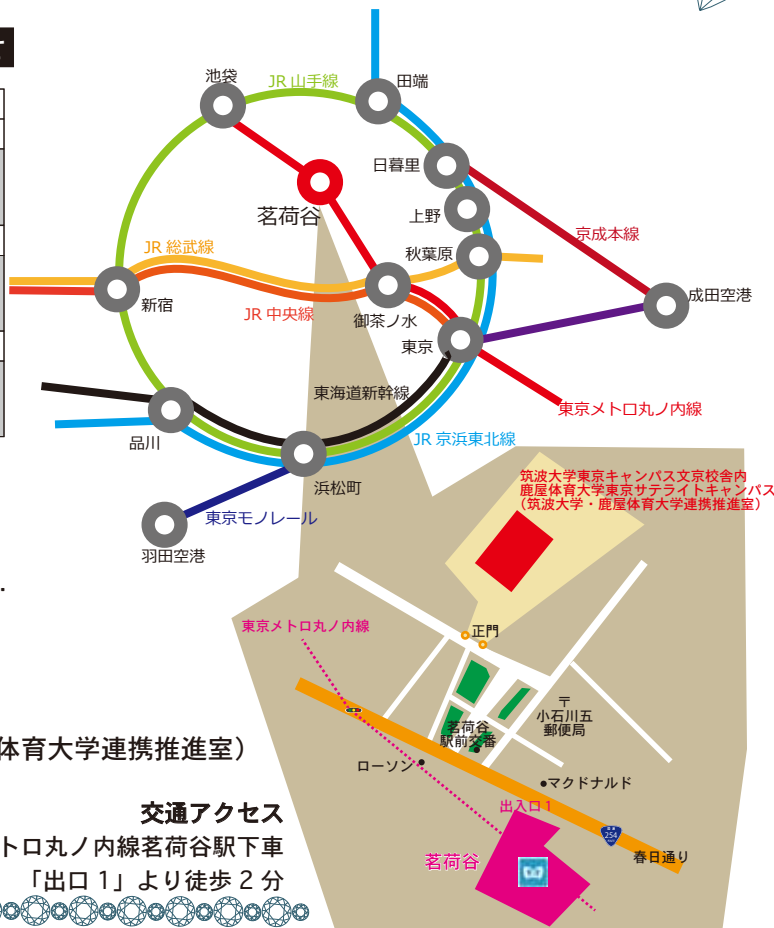 池袋
JR 山手線
田端
日暮里
茗荷谷
上野
京成本線
JR 総武線
秋葉原
成田空港
新宿
JR 中央線
御茶ノ水
東京
東海道新幹線
東京メトロ丸ノ内線
品川
JR 京浜東北線
浜松町
東京モノレール
羽田空港
筑波大学東京キャンパス文京校舎内
鹿屋体育大学東京サテライトキャンパス
(筑波大学・鹿屋体育大学連携推進室)
東京メトロ丸ノ内線
正門
〒
小石川五
郵便局
茗荷谷
駅前交番
ローソン
マクドナルド
出入口1
254
茗荷谷
春日通り
体育大学連携推進室)
交通アクセス
トロ丸ノ内線茗荷谷駅下車
「出口 1」より徒歩 2 分